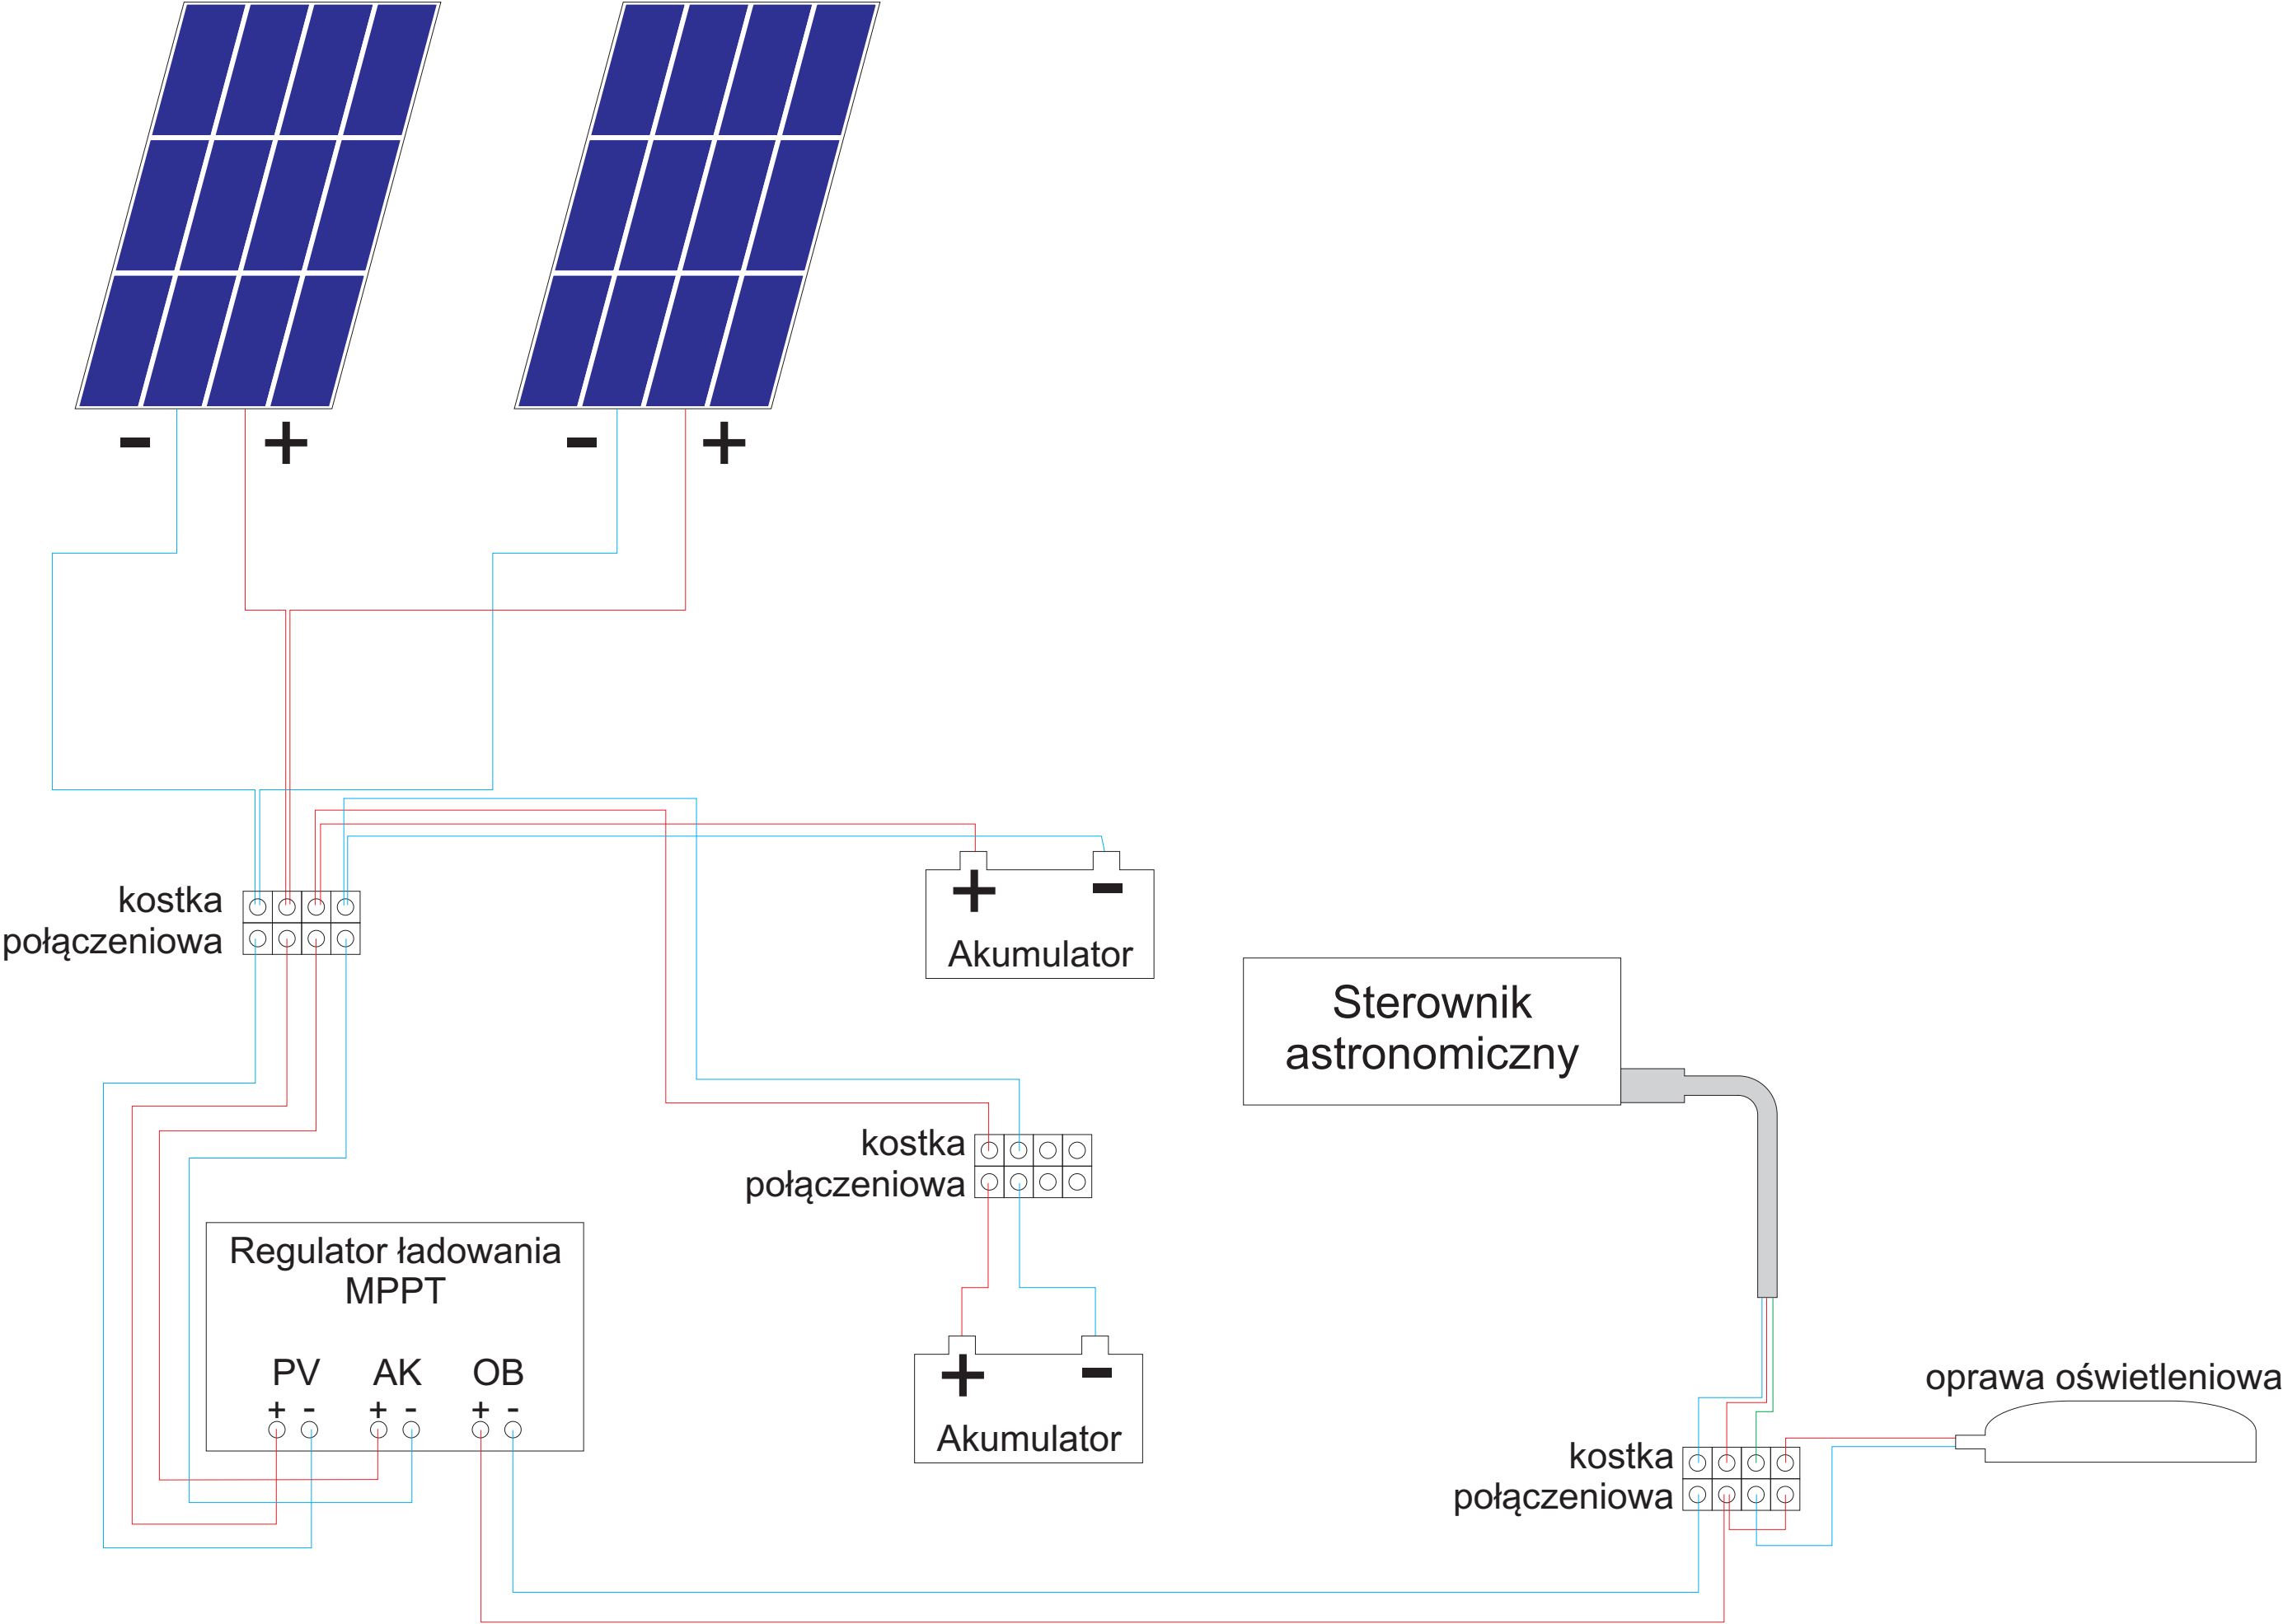 - +
- +
kostka
połączeniowa
+ -
Akumulator
Sterownik
astronomiczny
kostka
połączeniowa
Regulator ładowania
MPPT
PV AK OB
+ - + - + -
+ -
Akumulator
oprawa oświetleniowa
kostka
połączeniowa